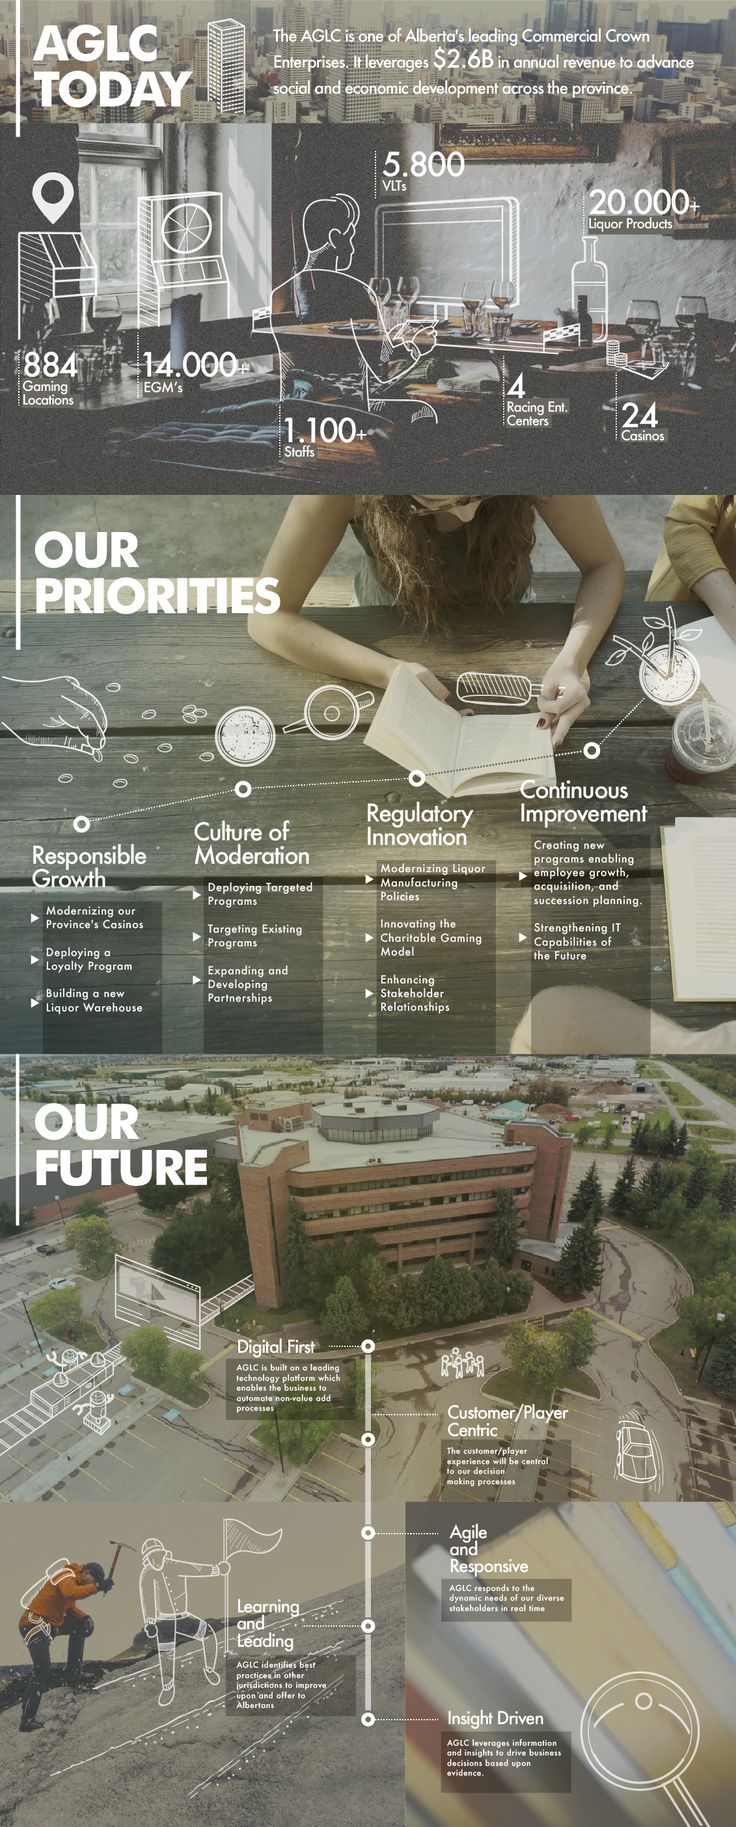 AGLC
TODAY
The AGLC is one of Alberta's leading Commercial Crown
Enterprises. It leverages $2.6B in annual revenue to advance
social and economic development across the province.
5.800
VLTs
20.000+
Liquor Products
884
Gaming
Locations
14.000+
EGM's
1.100+
Staffs
4
Racing Ent.
Centers
24
Casinos
OUR
PRIORITIES
Responsible
Growth
Modernizing our
Province's Casinos
Deploying a
Loyalty Program
Building a new
Liquor Warehouse
Culture of
Moderation
Deploying Targeted
Programs
Targeting Existing
Programs
Expanding and
Developing
Partnerships
Regulatory
Innovation
Modernizing Liquor
Manufacturing
Policies
Innovating the
Charitable Gaming
Model
Enhancing
Stakeholder
Relationships
Continuous
Improvement
Creating new
programs enabling
employee growth,
acquisition, and
succession planning.
Strengthening IT
Capabilities of
the Future
OUR
FUTURE
Digital First
AGLC is built on a leading
technology platform which
enables the business to
automate non-value add
processes
Customer/Player
Centric
The customer/player
experience will be central
to our decision
making processes
Agile
and
Responsive
AGLC responds to the
dynamic needs of our diverse
stakeholders in real time
Learning
and
Leading
AGLC identifies best
practices in other
jurisdictions to improve
upon and offer to
Albertans
Insight Driven
AGLC leverages information
and insights to drive business
decisions based upon
evidence.